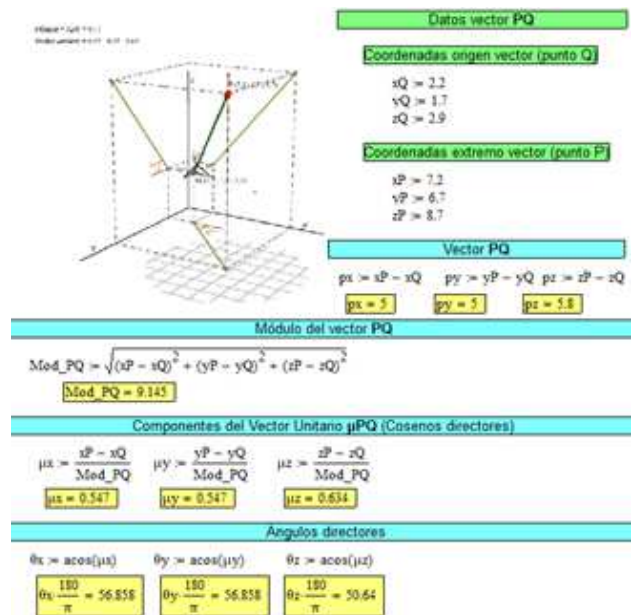 Datos vector PQ
Coordenadas origen vector (punto Q)
xQ := 2.2
yQ := 1.7
zQ := 2.9
Coordenadas extremo vector (punto P)
xP := 7.2
yP := 6.7
zP := 8.7
Vector PQ
px := xP − xQ py := yP − yQ pz := zP − zQ
px = 5 py = 5 pz = 5.8
Módulo del vector PQ
Mod_PQ := √((xP − xQ)² + (yP − yQ)² + (zP − zQ)²)
Mod_PQ = 9.145
Componentes del Vector Unitario μPQ (Cosenos directores)
μx := (xP − xQ)/Mod_PQ μy := (yP − yQ)/Mod_PQ μz := (zP − zQ)/Mod_PQ
μx = 0.547 μy = 0.547 μz = 0.634
Angulos directores
θx := acos(μx) θy := acos(μy) θz := acos(μz)
θx·180/π = 56.858 θy·180/π = 56.858 θz·180/π = 50.64